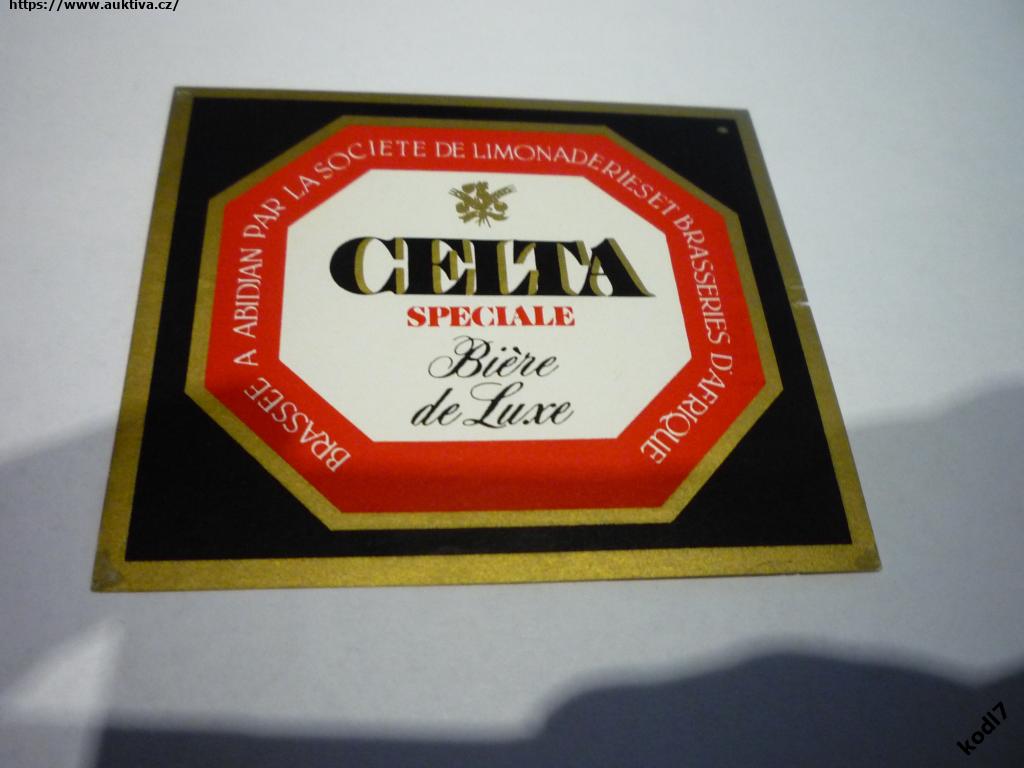 https://www.auktiva.cz/
BRASSEE A ABIDJAN PAR LA SOCIETE DE LIMONADERIES ET BRASSERIES D'AFRIQUE
CELTA
SPECIALE
Bière
de Luxe
kodl7